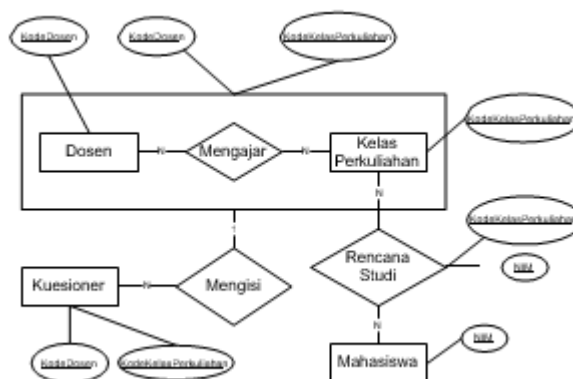 KodeDosen
KodeDosen
KodeKelasPerkuliahan
Dosen
N
Mengajar
N
Kelas
Perkuliahan
KodeKelasPerkuliahan
N
KodeKelasPerkuliahan
1
Rencana
Studi
NIM
Kuesioner
N
Mengisi
N
KodeDosen
KodeKelasPerkuliahan
Mahasiswa
NIM